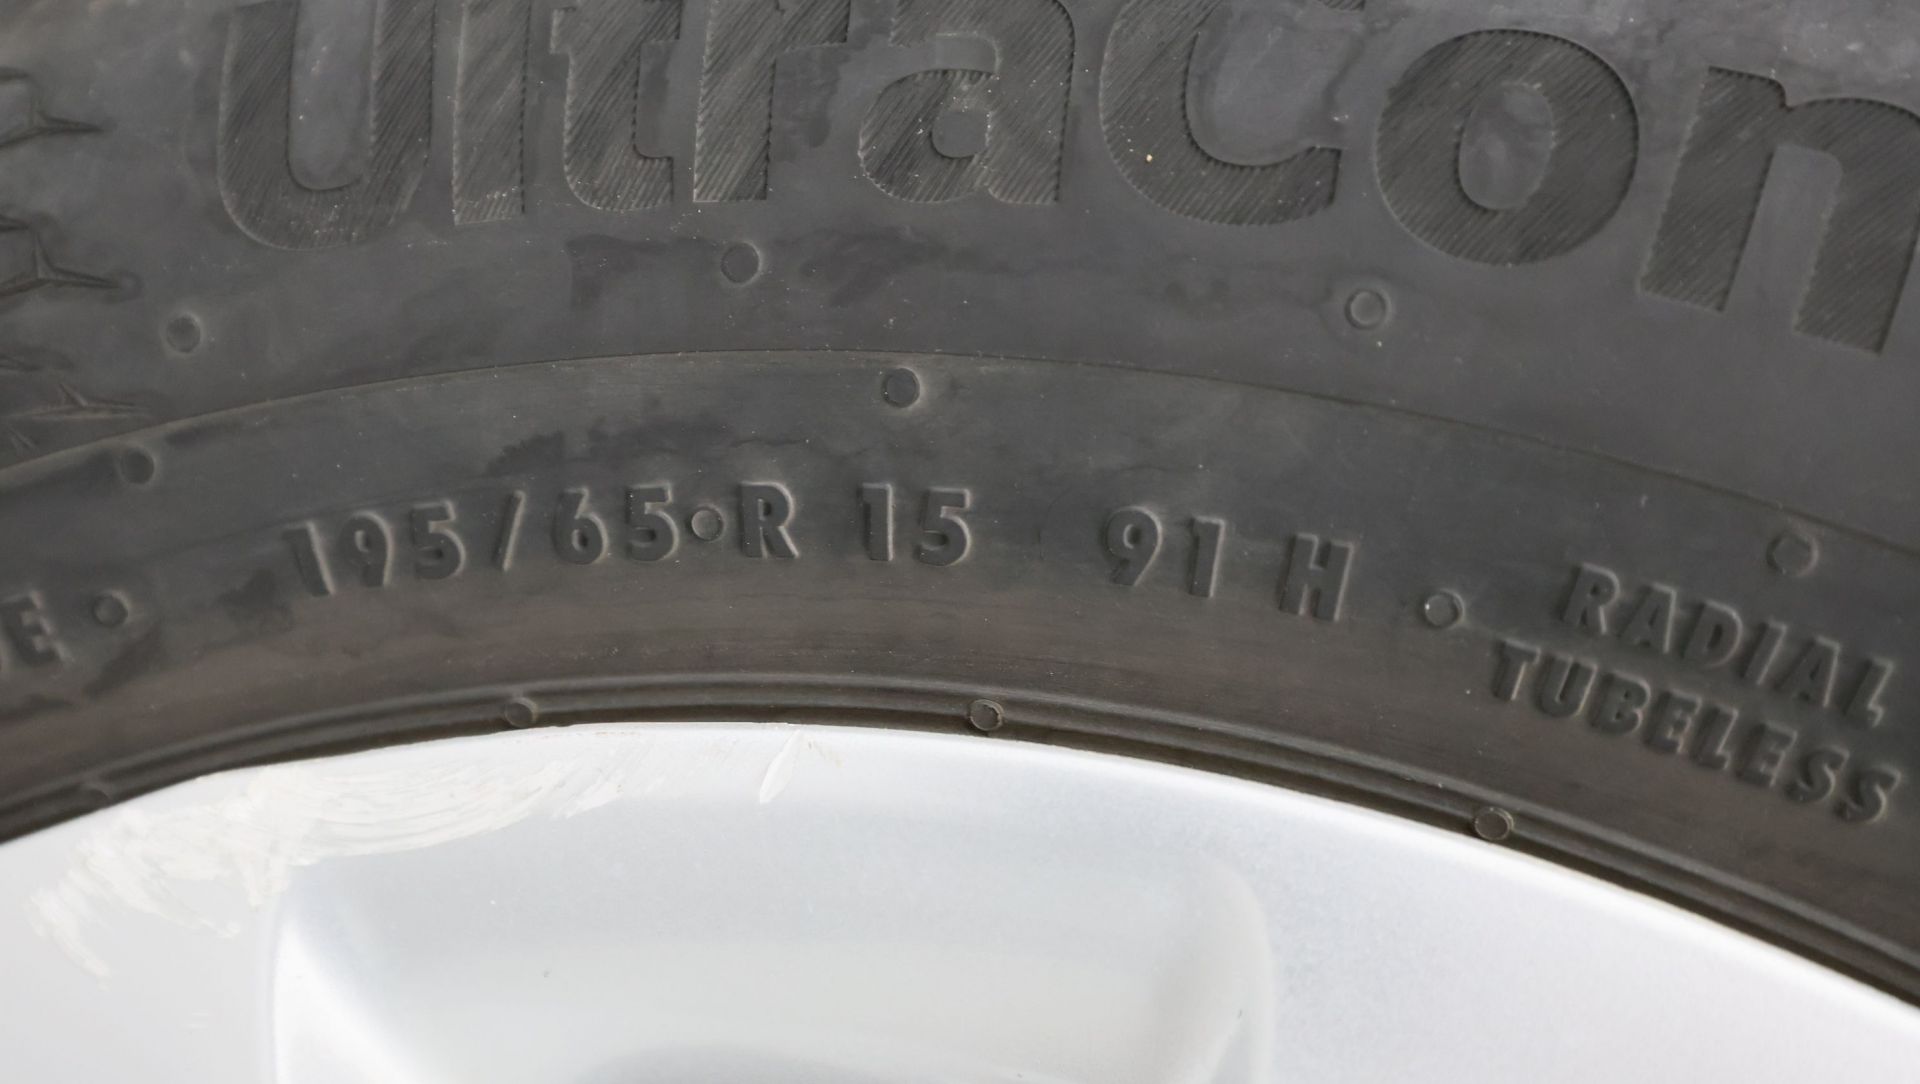 UltraCon
195/65 R 15 91 H
RADIAL
TUBELESS